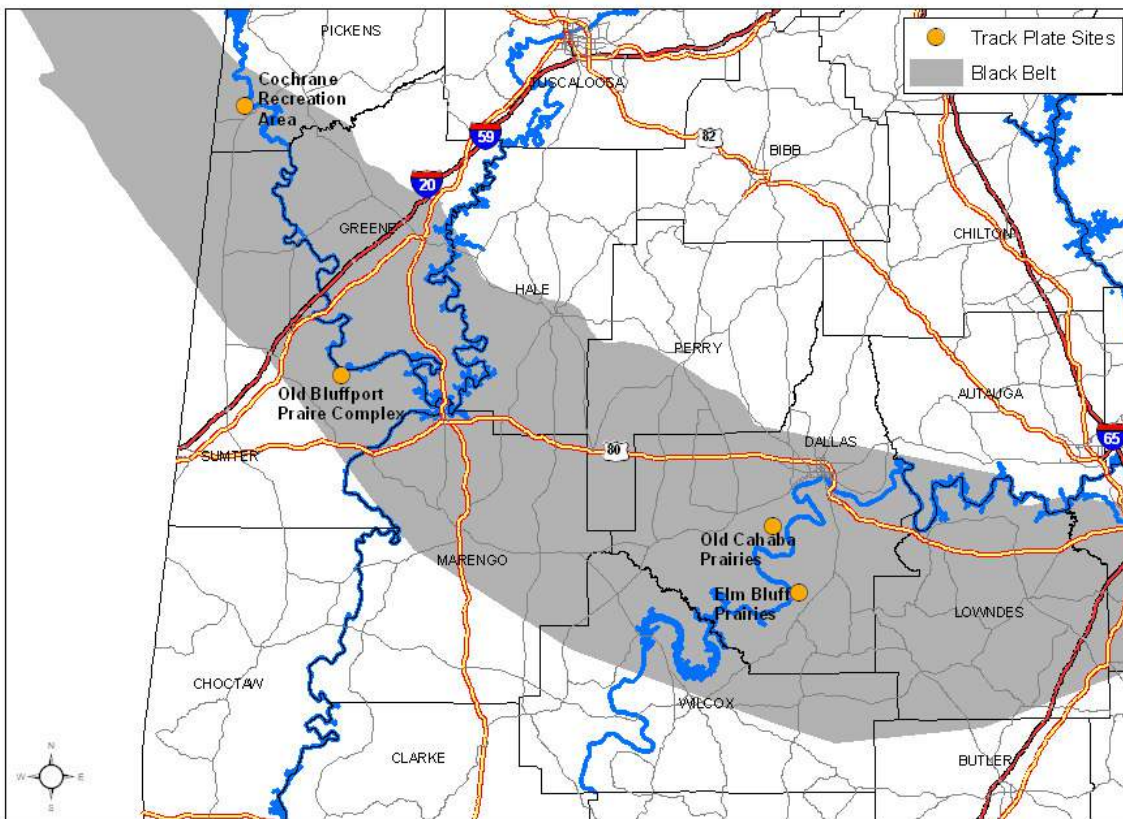 PICKENS
Track Plate Sites
Black Belt
Cochrane
Recreation
Area
TUSCALOOSA
59
82
BIBB
20
GREENE
CHILTON
HALE
PERRY
Old Bluffport
Praire Complex
AUTAUGA
DALLAS
65
SUMTER
80
Old Cahaba
Prairies
MARENGO
Elm Bluff
Prairies
LOWNDES
CHOCTAW
WILCOX
CLARKE
BUTLER
N
W E
S